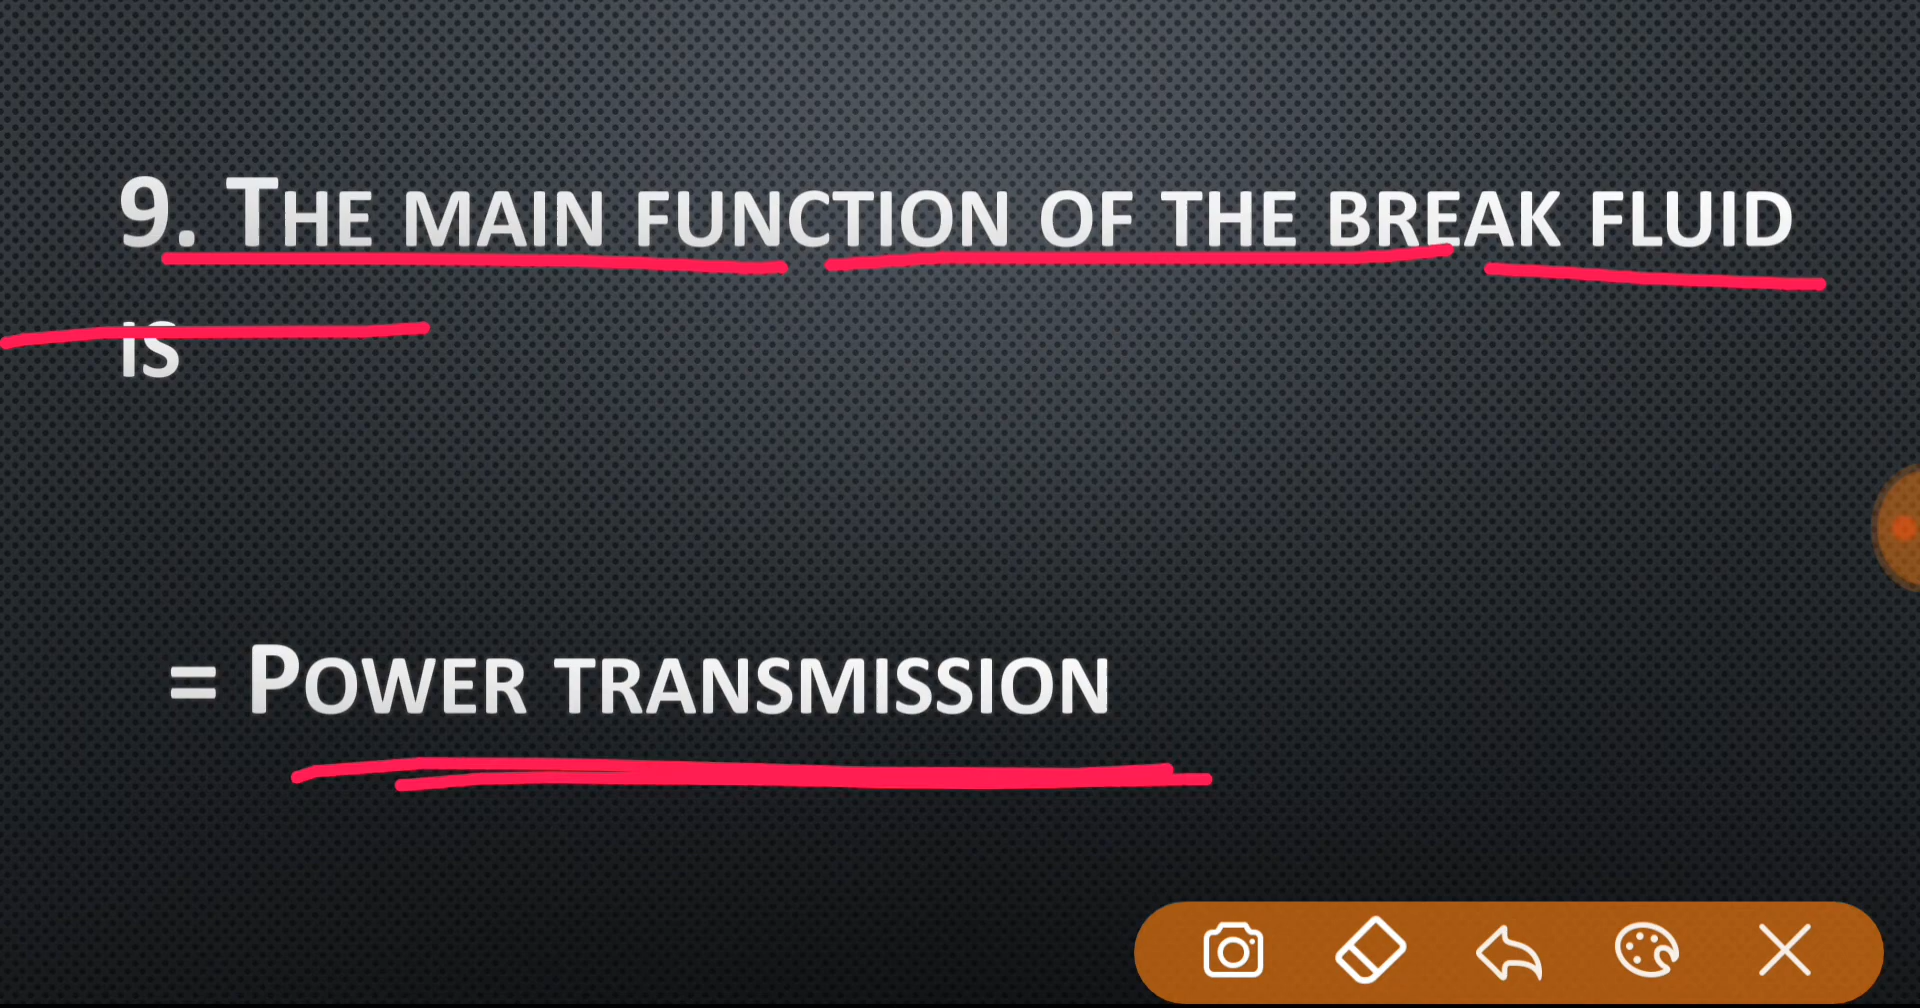 9. The main function of the break fluid
is
= Power transmission